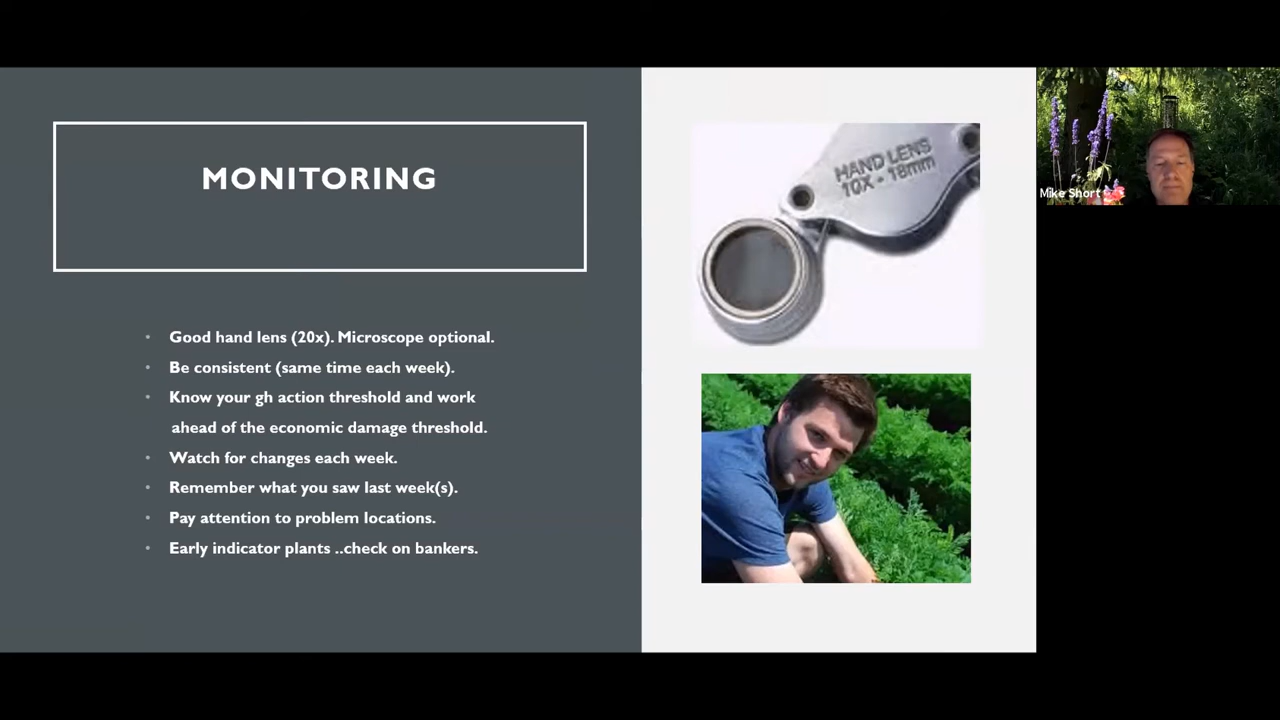 MONITORING
Good hand lens (20x). Microscope optional.
Be consistent (same time each week).
Know your gh action threshold and work
ahead of the economic damage threshold.
Watch for changes each week.
Remember what you saw last week(s).
Pay attention to problem locations.
Early indicator plants ..check on bankers.
HAND LENS
10X - 18mm
Mike Short